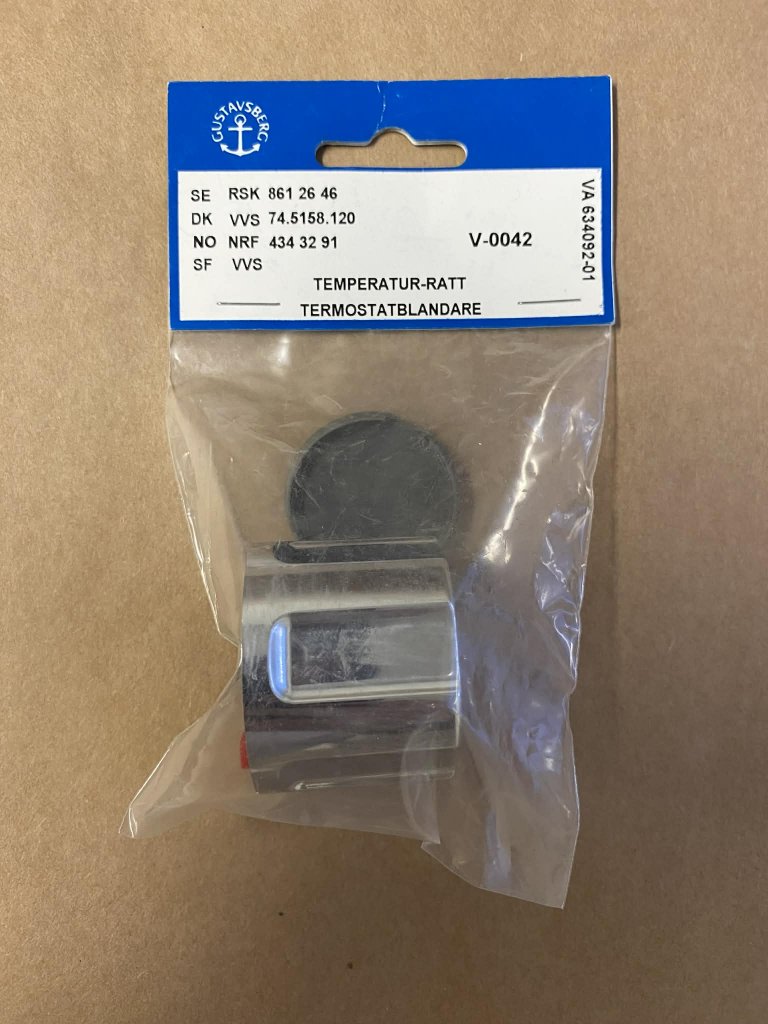 GUSTAVSBERG
SE RSK 861 26 46
DK VVS 74.5158.120
NO NRF 434 32 91
SF VVS
V-0042
VA 634092-01
TEMPERATUR-RATT
TERMOSTATBLANDARE